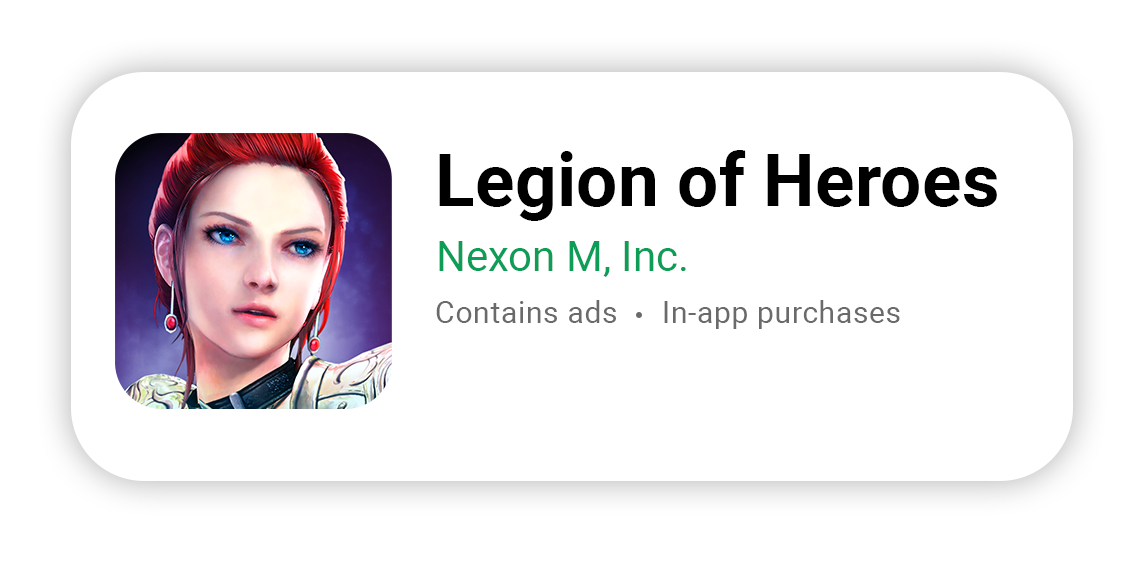 Legion of Heroes
Nexon M, Inc.
Contains ads • In-app purchases